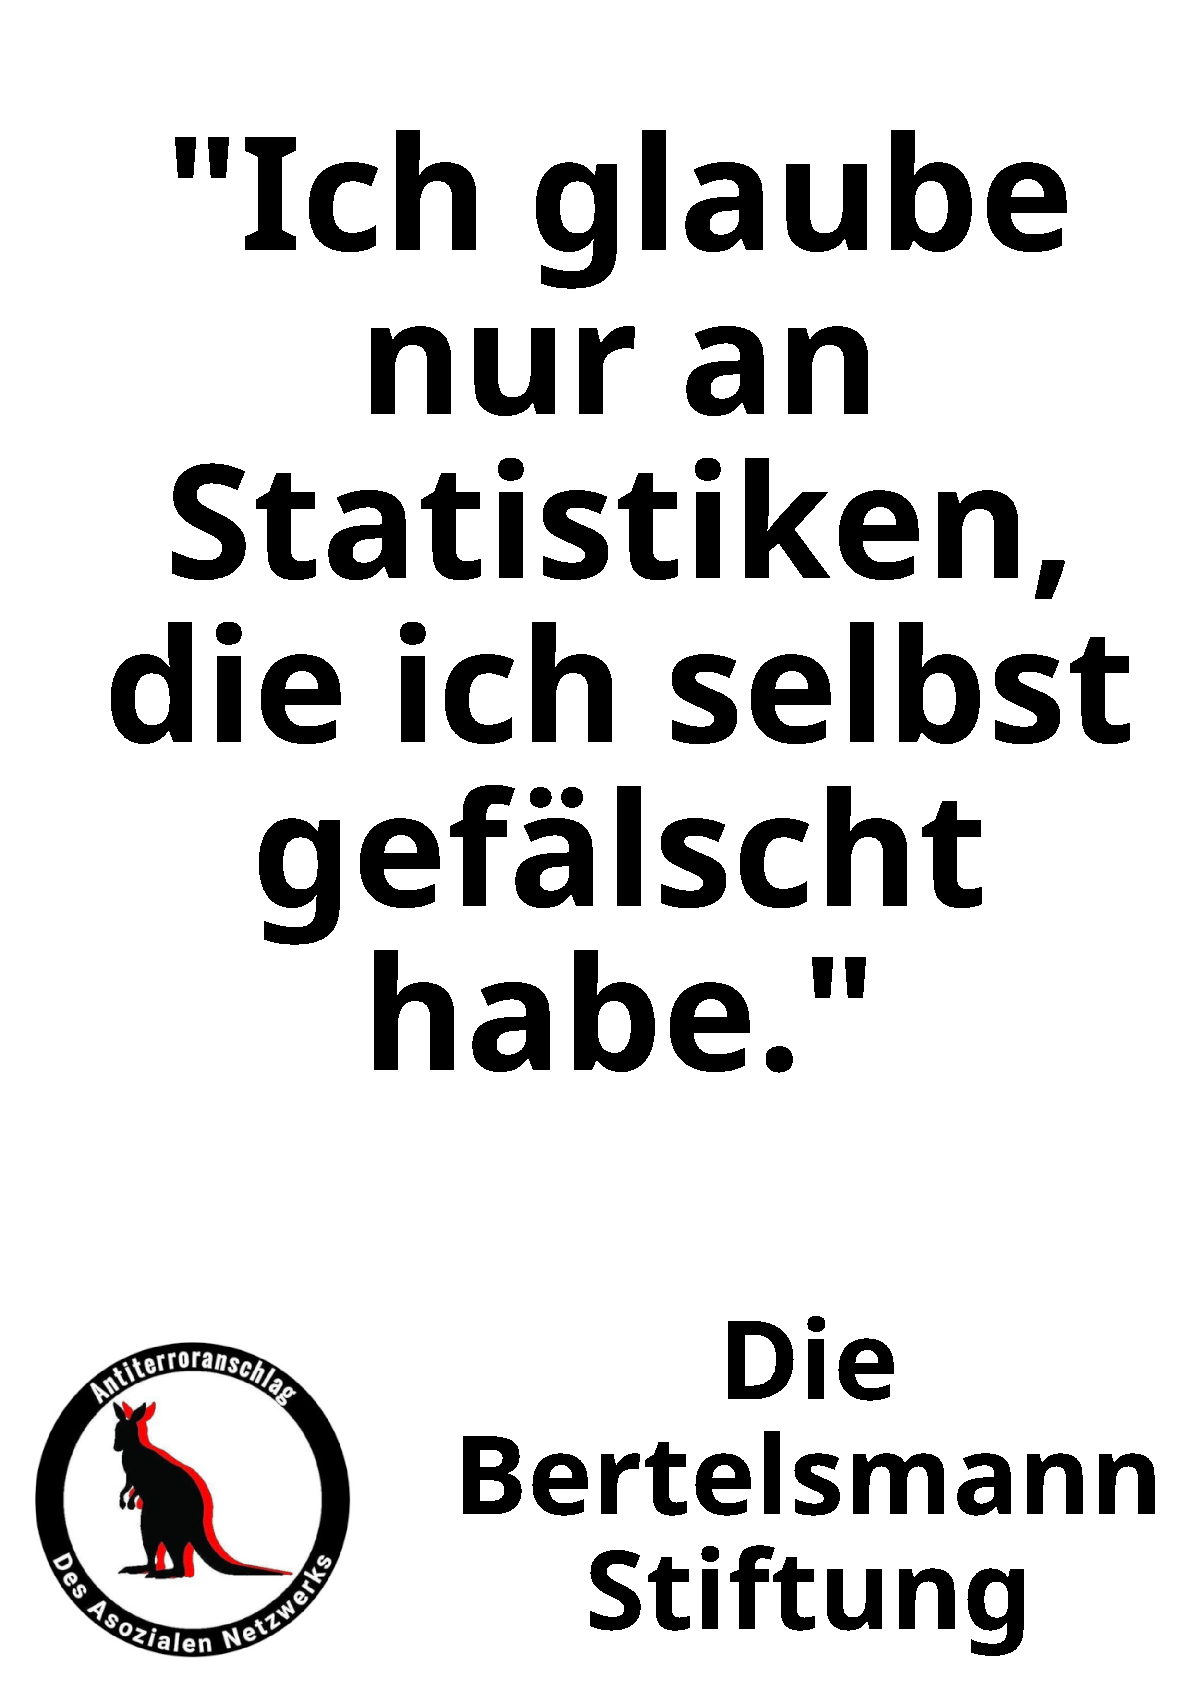 "Ich glaube
nur an
Statistiken,
die ich selbst
gefälscht
habe."
Die
Bertelsmann
Stiftung
Antiterroranschlag
Des Asozialen Netzwerks